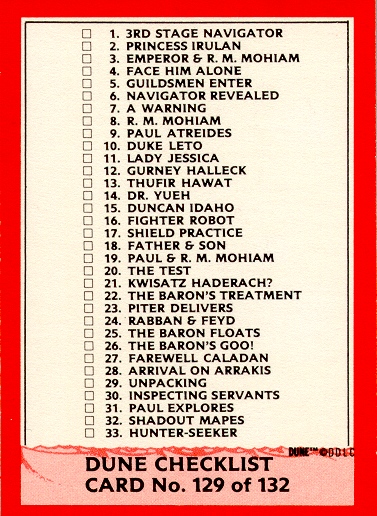 1. 3RD STAGE NAVIGATOR
2. PRINCESS IRULAN
3. EMPEROR & R. M. MOHIAM
4. FACE HIM ALONE
5. GUILDSMEN ENTER
6. NAVIGATOR REVEALED
7. A WARNING
8. R. M. MOHIAM
9. PAUL ATREIDES
10. DUKE LETO
11. LADY JESSICA
12. GURNEY HALLECK
13. THUFIR HAWAT
14. DR. YUEH
15. DUNCAN IDAHO
16. FIGHTER ROBOT
17. SHIELD PRACTICE
18. FATHER & SON
19. PAUL & R. M. MOHIAM
20. THE TEST
21. KWISATZ HADERACH?
22. THE BARON'S TREATMENT
23. PITER DELIVERS
24. RABBAN & FEYD
25. THE BARON FLOATS
26. THE BARON'S GOO!
27. FAREWELL CALADAN
28. ARRIVAL ON ARRAKIS
29. UNPACKING
30. INSPECTING SERVANTS
31. PAUL EXPLORES
32. SHADOUT MAPES
33. HUNTER-SEEKER
DUNE™ ©DDLC
DUNE CHECKLIST
CARD No. 129 of 132